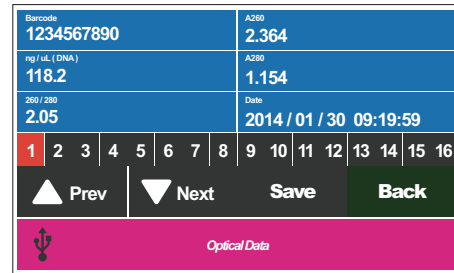 Barcode
1234567890
A260
2.364
ng / uL ( DNA )
118.2
A280
1.154
260 / 280
2.05
Date
2014 / 01 / 30 09:19:59
1 2 3 4 5 6 7 8 9 10 11 12 13 14 15 16
Prev Next Save Back
Optical Data